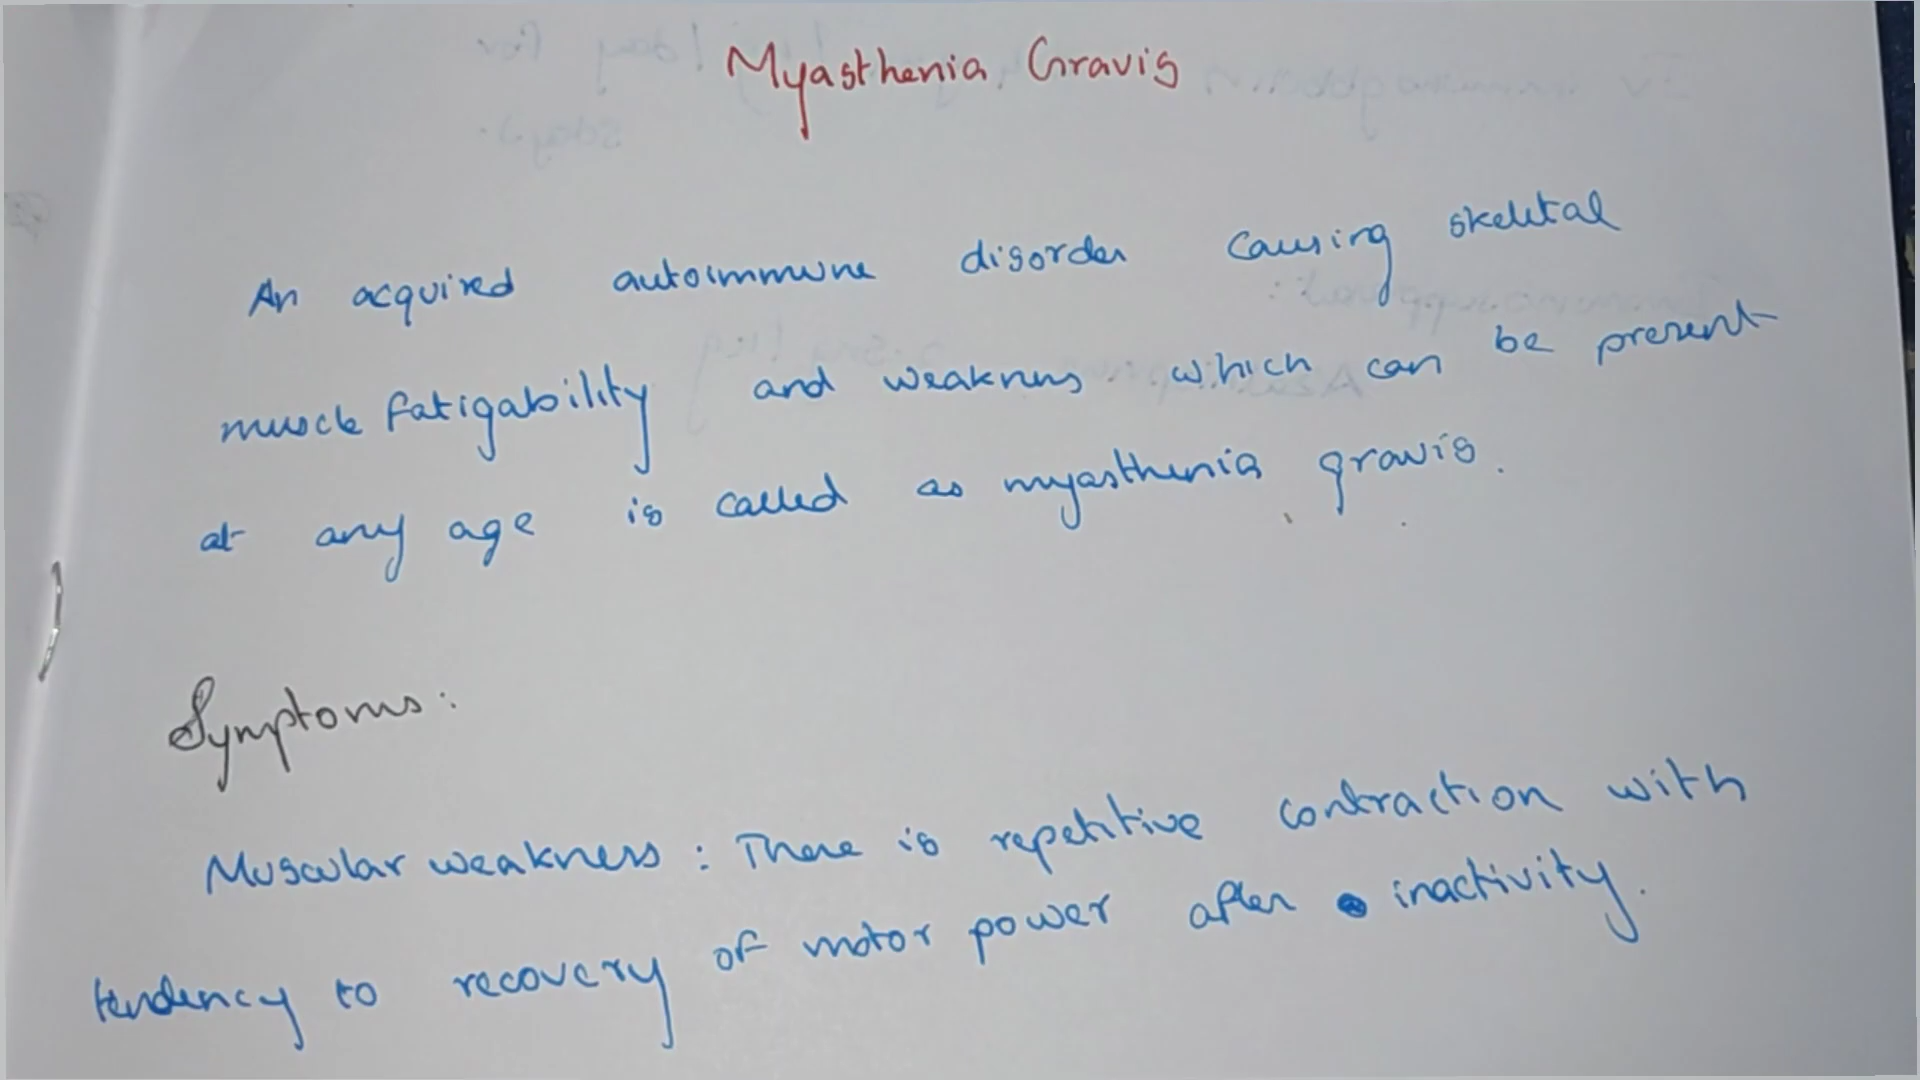 Myasthenia Gravis
An acquired autoimmune disorder causing skeletal
muscle fatigability and weakness which can be present
at any age is called as myasthenia gravis.
Symptoms:
Muscular weakness : There is repetitive contraction with
tendency to recovery of motor power after inactivity.